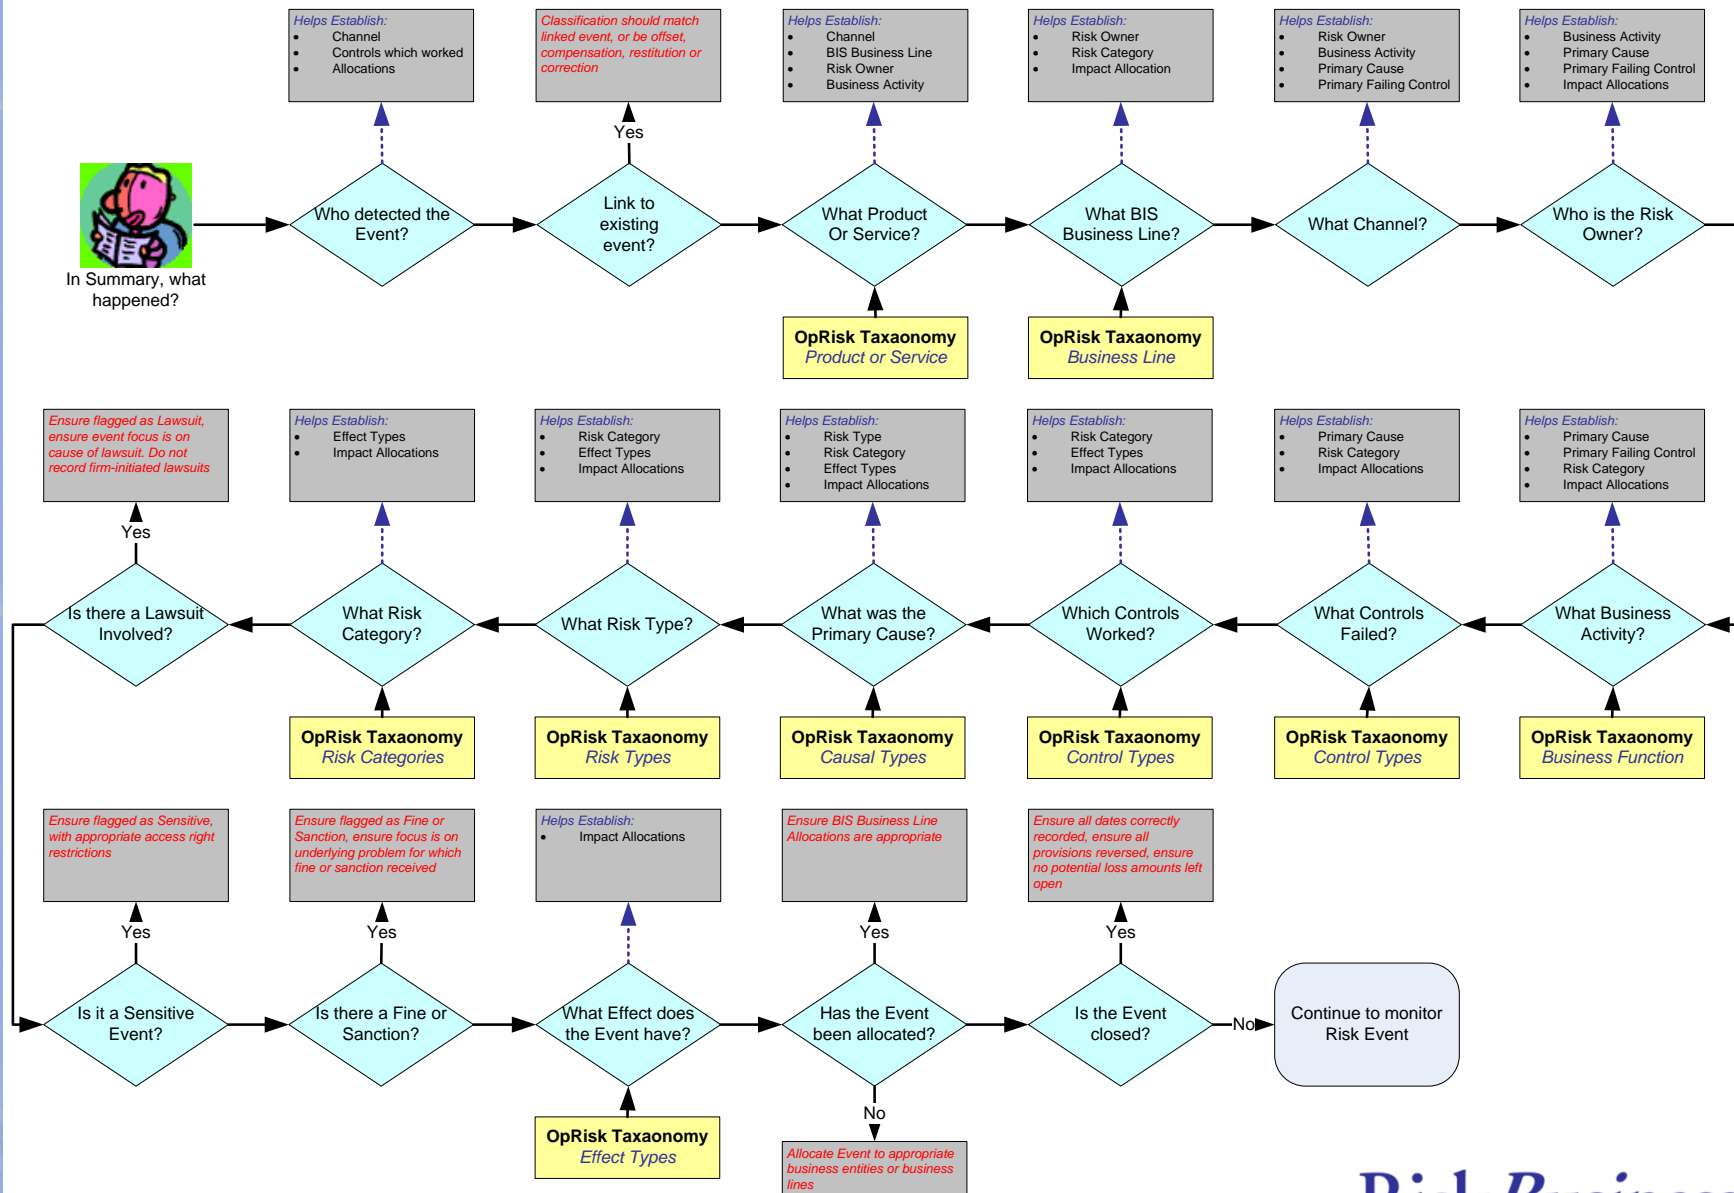 Helps Establish:
• Channel
• Controls which worked
• Allocations
Classification should match
linked event, or be offset,
compensation, restitution or
correction
Helps Establish:
• Channel
• BIS Business Line
• Risk Owner
• Business Activity
Helps Establish:
• Risk Owner
• Risk Category
• Impact Allocation
Helps Establish:
• Risk Owner
• Business Activity
• Primary Cause
• Primary Failing Control
Helps Establish:
• Business Activity
• Primary Cause
• Primary Failing Control
• Impact Allocations
Yes
In Summary, what
happened?
Who detected the
Event?
Link to
existing
event?
What Product
Or Service?
What BIS
Business Line?
What Channel?
Who is the Risk
Owner?
OpRisk Taxaonomy
Product or Service
OpRisk Taxaonomy
Business Line
Ensure flagged as Lawsuit,
ensure event focus is on
cause of lawsuit. Do not
record firm-initiated lawsuits
Helps Establish:
• Effect Types
• Impact Allocations
Helps Establish:
• Risk Category
• Effect Types
• Impact Allocations
Helps Establish:
• Risk Type
• Risk Category
• Effect Types
• Impact Allocations
Helps Establish:
• Risk Category
• Effect Types
• Impact Allocations
Helps Establish:
• Primary Cause
• Risk Category
• Impact Allocations
Helps Establish:
• Primary Cause
• Primary Failing Control
• Risk Category
• Impact Allocations
Yes
Is there a Lawsuit
Involved?
What Risk
Category?
What Risk Type?
What was the
Primary Cause?
Which Controls
Worked?
What Controls
Failed?
What Business
Activity?
OpRisk Taxaonomy
Risk Categories
OpRisk Taxaonomy
Risk Types
OpRisk Taxaonomy
Causal Types
OpRisk Taxaonomy
Control Types
OpRisk Taxaonomy
Control Types
OpRisk Taxaonomy
Business Function
Ensure flagged as Sensitive,
with appropriate access right
restrictions
Ensure flagged as Fine or
Sanction, ensure focus is on
underlying problem for which
fine or sanction received
Helps Establish:
• Impact Allocations
Ensure BIS Business Line
Allocations are appropriate
Ensure all dates correctly
recorded, ensure all
provisions reversed, ensure
no potential loss amounts left
open
Yes
Yes
Yes
Yes
Is it a Sensitive
Event?
Is there a Fine or
Sanction?
What Effect does
the Event have?
Has the Event
been allocated?
Is the Event
closed?
No
Continue to monitor
Risk Event
OpRisk Taxaonomy
Effect Types
No
Allocate Event to appropriate
business entities or business
lines